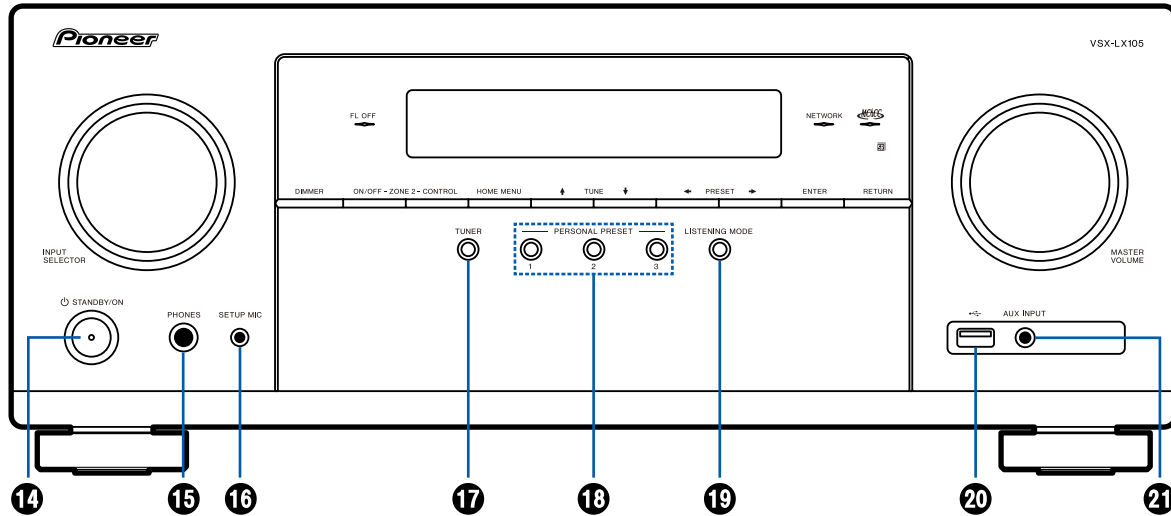 Pioneer
VSX-LX105
FL OFF
NETWORK
MCACC
DIMMER
ON/OFF - ZONE 2 - CONTROL
HOME MENU
TUNE
PRESET
ENTER
RETURN
INPUT
SELECTOR
TUNER
PERSONAL PRESET
1 2 3
LISTENING MODE
MASTER
VOLUME
STANDBY/ON
PHONES
SETUP MIC
AUX INPUT
14 15 16 17 18 19 20 21